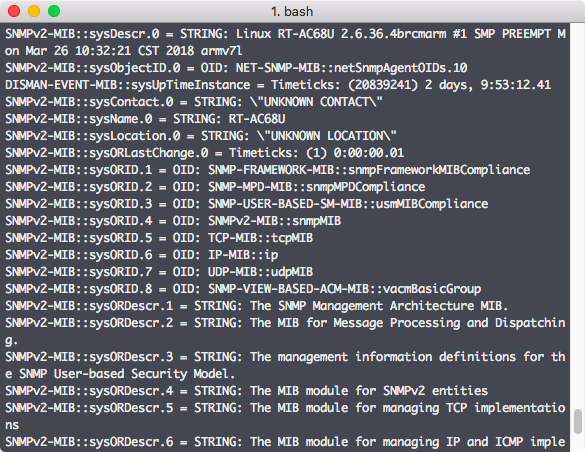 1. bash
SNMPv2-MIB::sysDescr.0 = STRING: Linux RT-AC68U 2.6.36.4brcmarm #1 SMP PREEMPT M
on Mar 26 10:32:21 CST 2018 armv7l
SNMPv2-MIB::sysObjectID.0 = OID: NET-SNMP-MIB::netSnmpAgentOIDs.10
DISMAN-EVENT-MIB::sysUpTimeInstance = Timeticks: (20839241) 2 days, 9:53:12.41
SNMPv2-MIB::sysContact.0 = STRING: \"UNKNOWN CONTACT\"
SNMPv2-MIB::sysName.0 = STRING: RT-AC68U
SNMPv2-MIB::sysLocation.0 = STRING: \"UNKNOWN LOCATION\"
SNMPv2-MIB::sysORLastChange.0 = Timeticks: (1) 0:00:00.01
SNMPv2-MIB::sysORID.1 = OID: SNMP-FRAMEWORK-MIB::snmpFrameworkMIBCompliance
SNMPv2-MIB::sysORID.2 = OID: SNMP-MPD-MIB::snmpMPDCompliance
SNMPv2-MIB::sysORID.3 = OID: SNMP-USER-BASED-SM-MIB::usmMIBCompliance
SNMPv2-MIB::sysORID.4 = OID: SNMPv2-MIB::snmpMIB
SNMPv2-MIB::sysORID.5 = OID: TCP-MIB::tcpMIB
SNMPv2-MIB::sysORID.6 = OID: IP-MIB::ip
SNMPv2-MIB::sysORID.7 = OID: UDP-MIB::udpMIB
SNMPv2-MIB::sysORID.8 = OID: SNMP-VIEW-BASED-ACM-MIB::vacmBasicGroup
SNMPv2-MIB::sysORDescr.1 = STRING: The SNMP Management Architecture MIB.
SNMPv2-MIB::sysORDescr.2 = STRING: The MIB for Message Processing and Dispatchin
g.
SNMPv2-MIB::sysORDescr.3 = STRING: The management information definitions for th
e SNMP User-based Security Model.
SNMPv2-MIB::sysORDescr.4 = STRING: The MIB module for SNMPv2 entities
SNMPv2-MIB::sysORDescr.5 = STRING: The MIB module for managing TCP implementatio
ns
SNMPv2-MIB::sysORDescr.6 = STRING: The MIB module for managing IP and ICMP imple